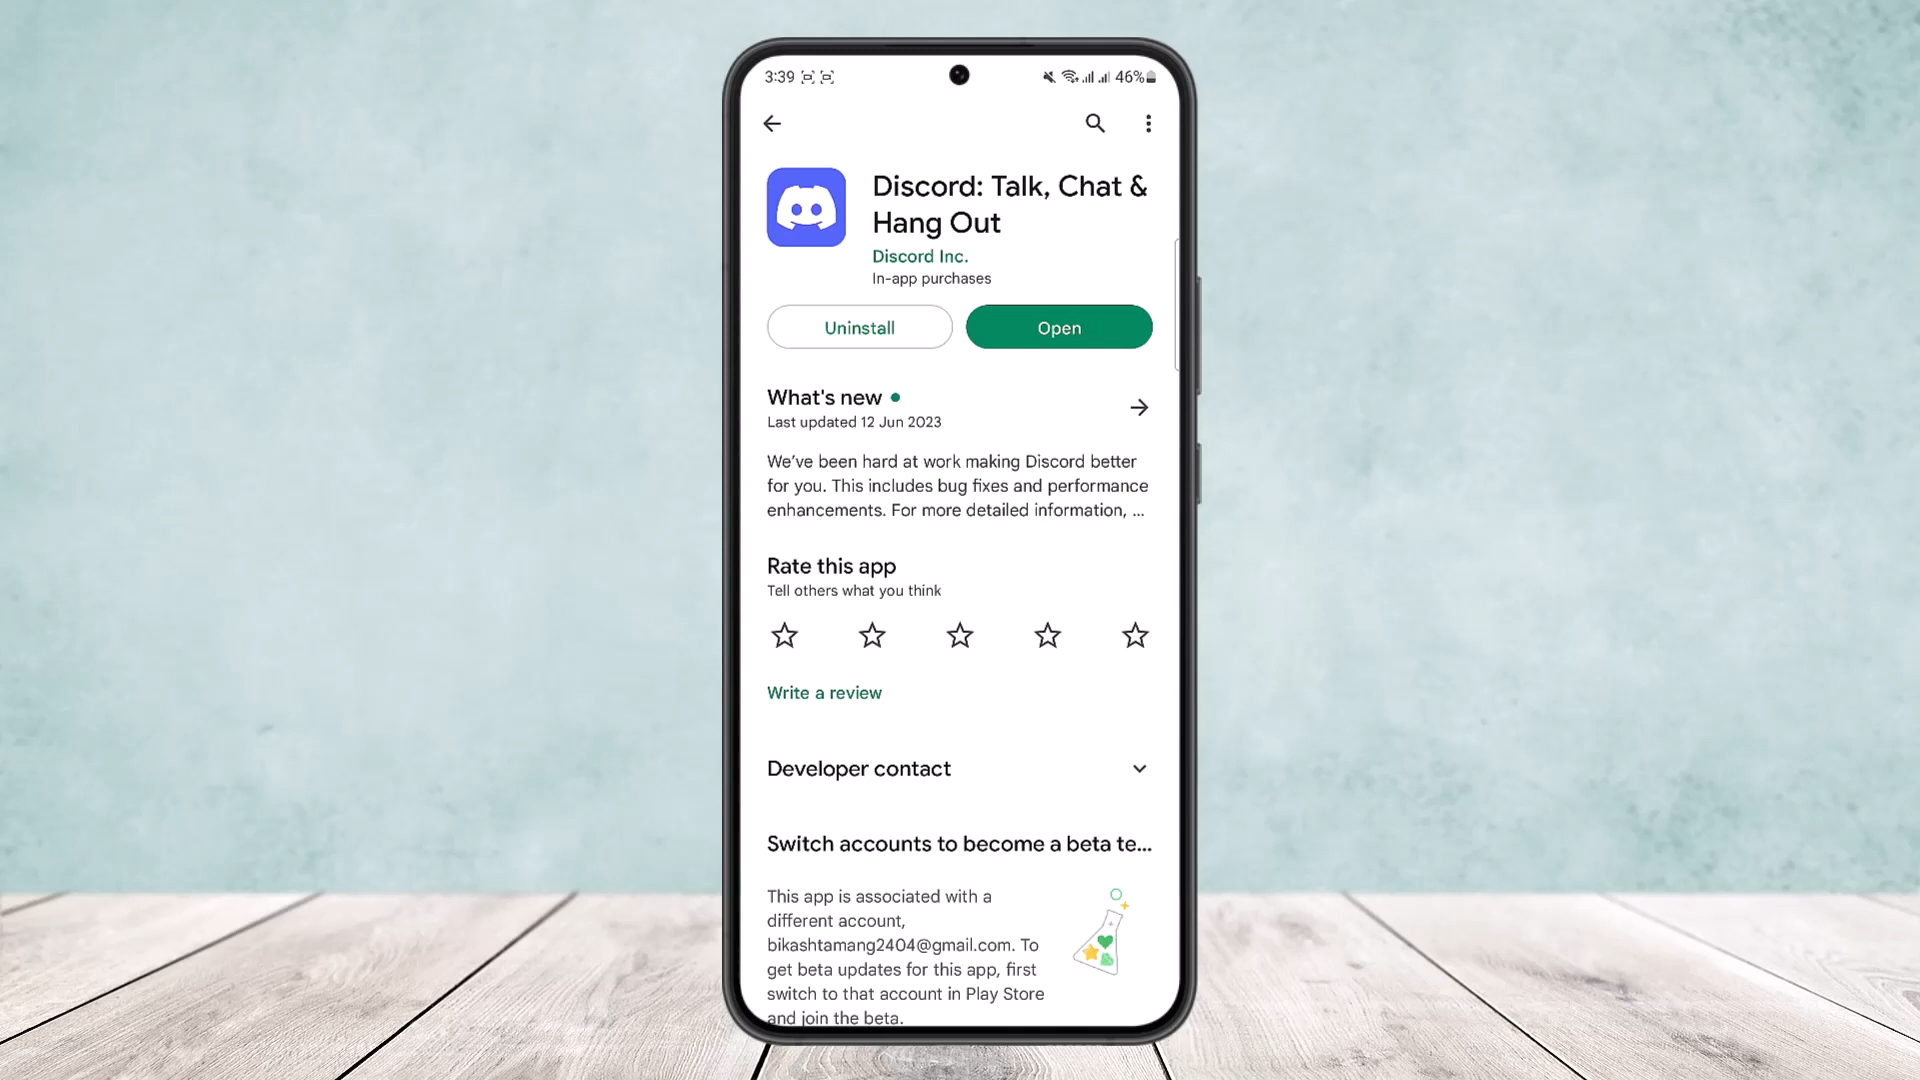 3:39 46%
Discord: Talk, Chat &
Hang Out
Discord Inc.
In-app purchases
Uninstall Open
What's new
Last updated 12 Jun 2023
We've been hard at work making Discord better
for you. This includes bug fixes and performance
enhancements. For more detailed information, ...
Rate this app
Tell others what you think
Write a review
Developer contact
Switch accounts to become a beta te...
This app is associated with a
different account,
bikashtamang2404@gmail.com. To
get beta updates for this app, first
switch to that account in Play Store
and join the beta.